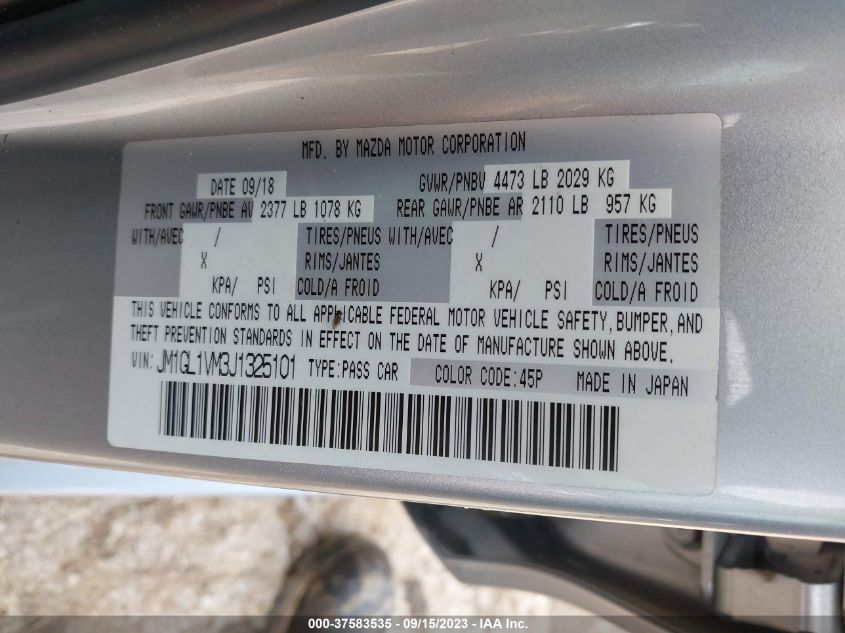 MFD. BY MAZDA MOTOR CORPORATION
DATE 09/18 GVWR/PNBV 4473 LB 2029 KG
FRONT GAWR/PNBE AV 2377 LB 1078 KG REAR GAWR/PNBE AR 2110 LB 957 KG
WITH/AVEC / TIRES/PNEUS WITH/AVEC / TIRES/PNEUS
X RIMS/JANTES X RIMS/JANTES
KPA/ PSI COLD/A FROID KPA/ PSI COLD/A FROID
THIS VEHICLE CONFORMS TO ALL APPLICABLE FEDERAL MOTOR VEHICLE SAFETY, BUMPER, AND
THEFT PREVENTION STANDARDS IN EFFECT ON THE DATE OF MANUFACTURE SHOWN ABOVE.
VIN: JM1GL1VM3J1325101 TYPE:PASS CAR COLOR CODE:45P MADE IN JAPAN
000-37583535 - 09/15/2023 - IAA Inc.